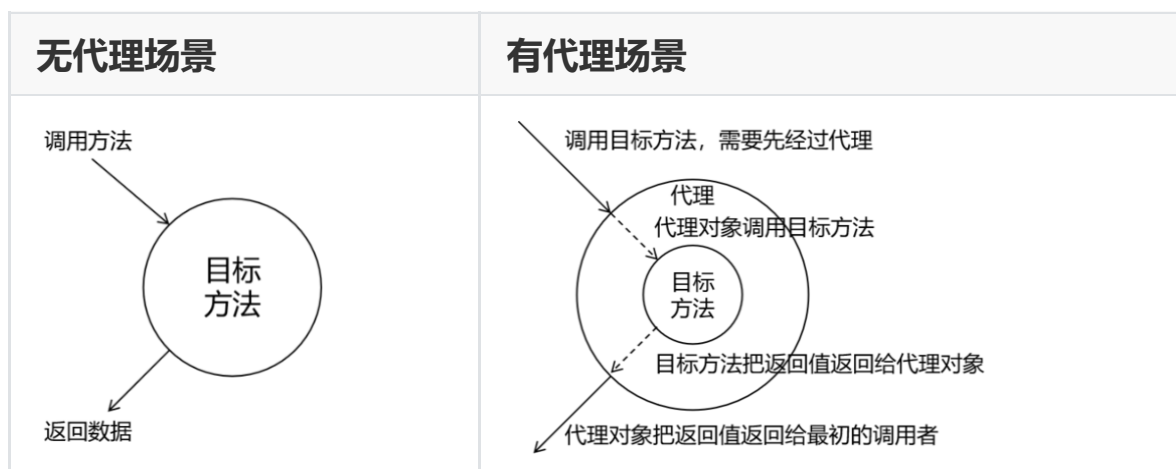 无代理场景
有代理场景
调用方法
目标
方法
返回数据
调用目标方法，需要先经过代理
代理
代理对象调用目标方法
目标
方法
目标方法把返回值返回给代理对象
代理对象把返回值返回给最初的调用者